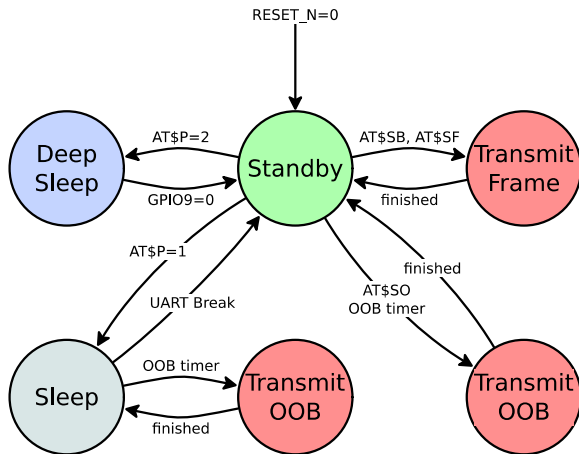 RESET_N=0
AT$P=2
AT$SB, AT$SF
Deep
Sleep
Standby
Transmit
Frame
GPIO9=0
finished
AT$P=1
finished
AT$SO
OOB timer
UART Break
OOB timer
Sleep
Transmit
OOB
Transmit
OOB
finished